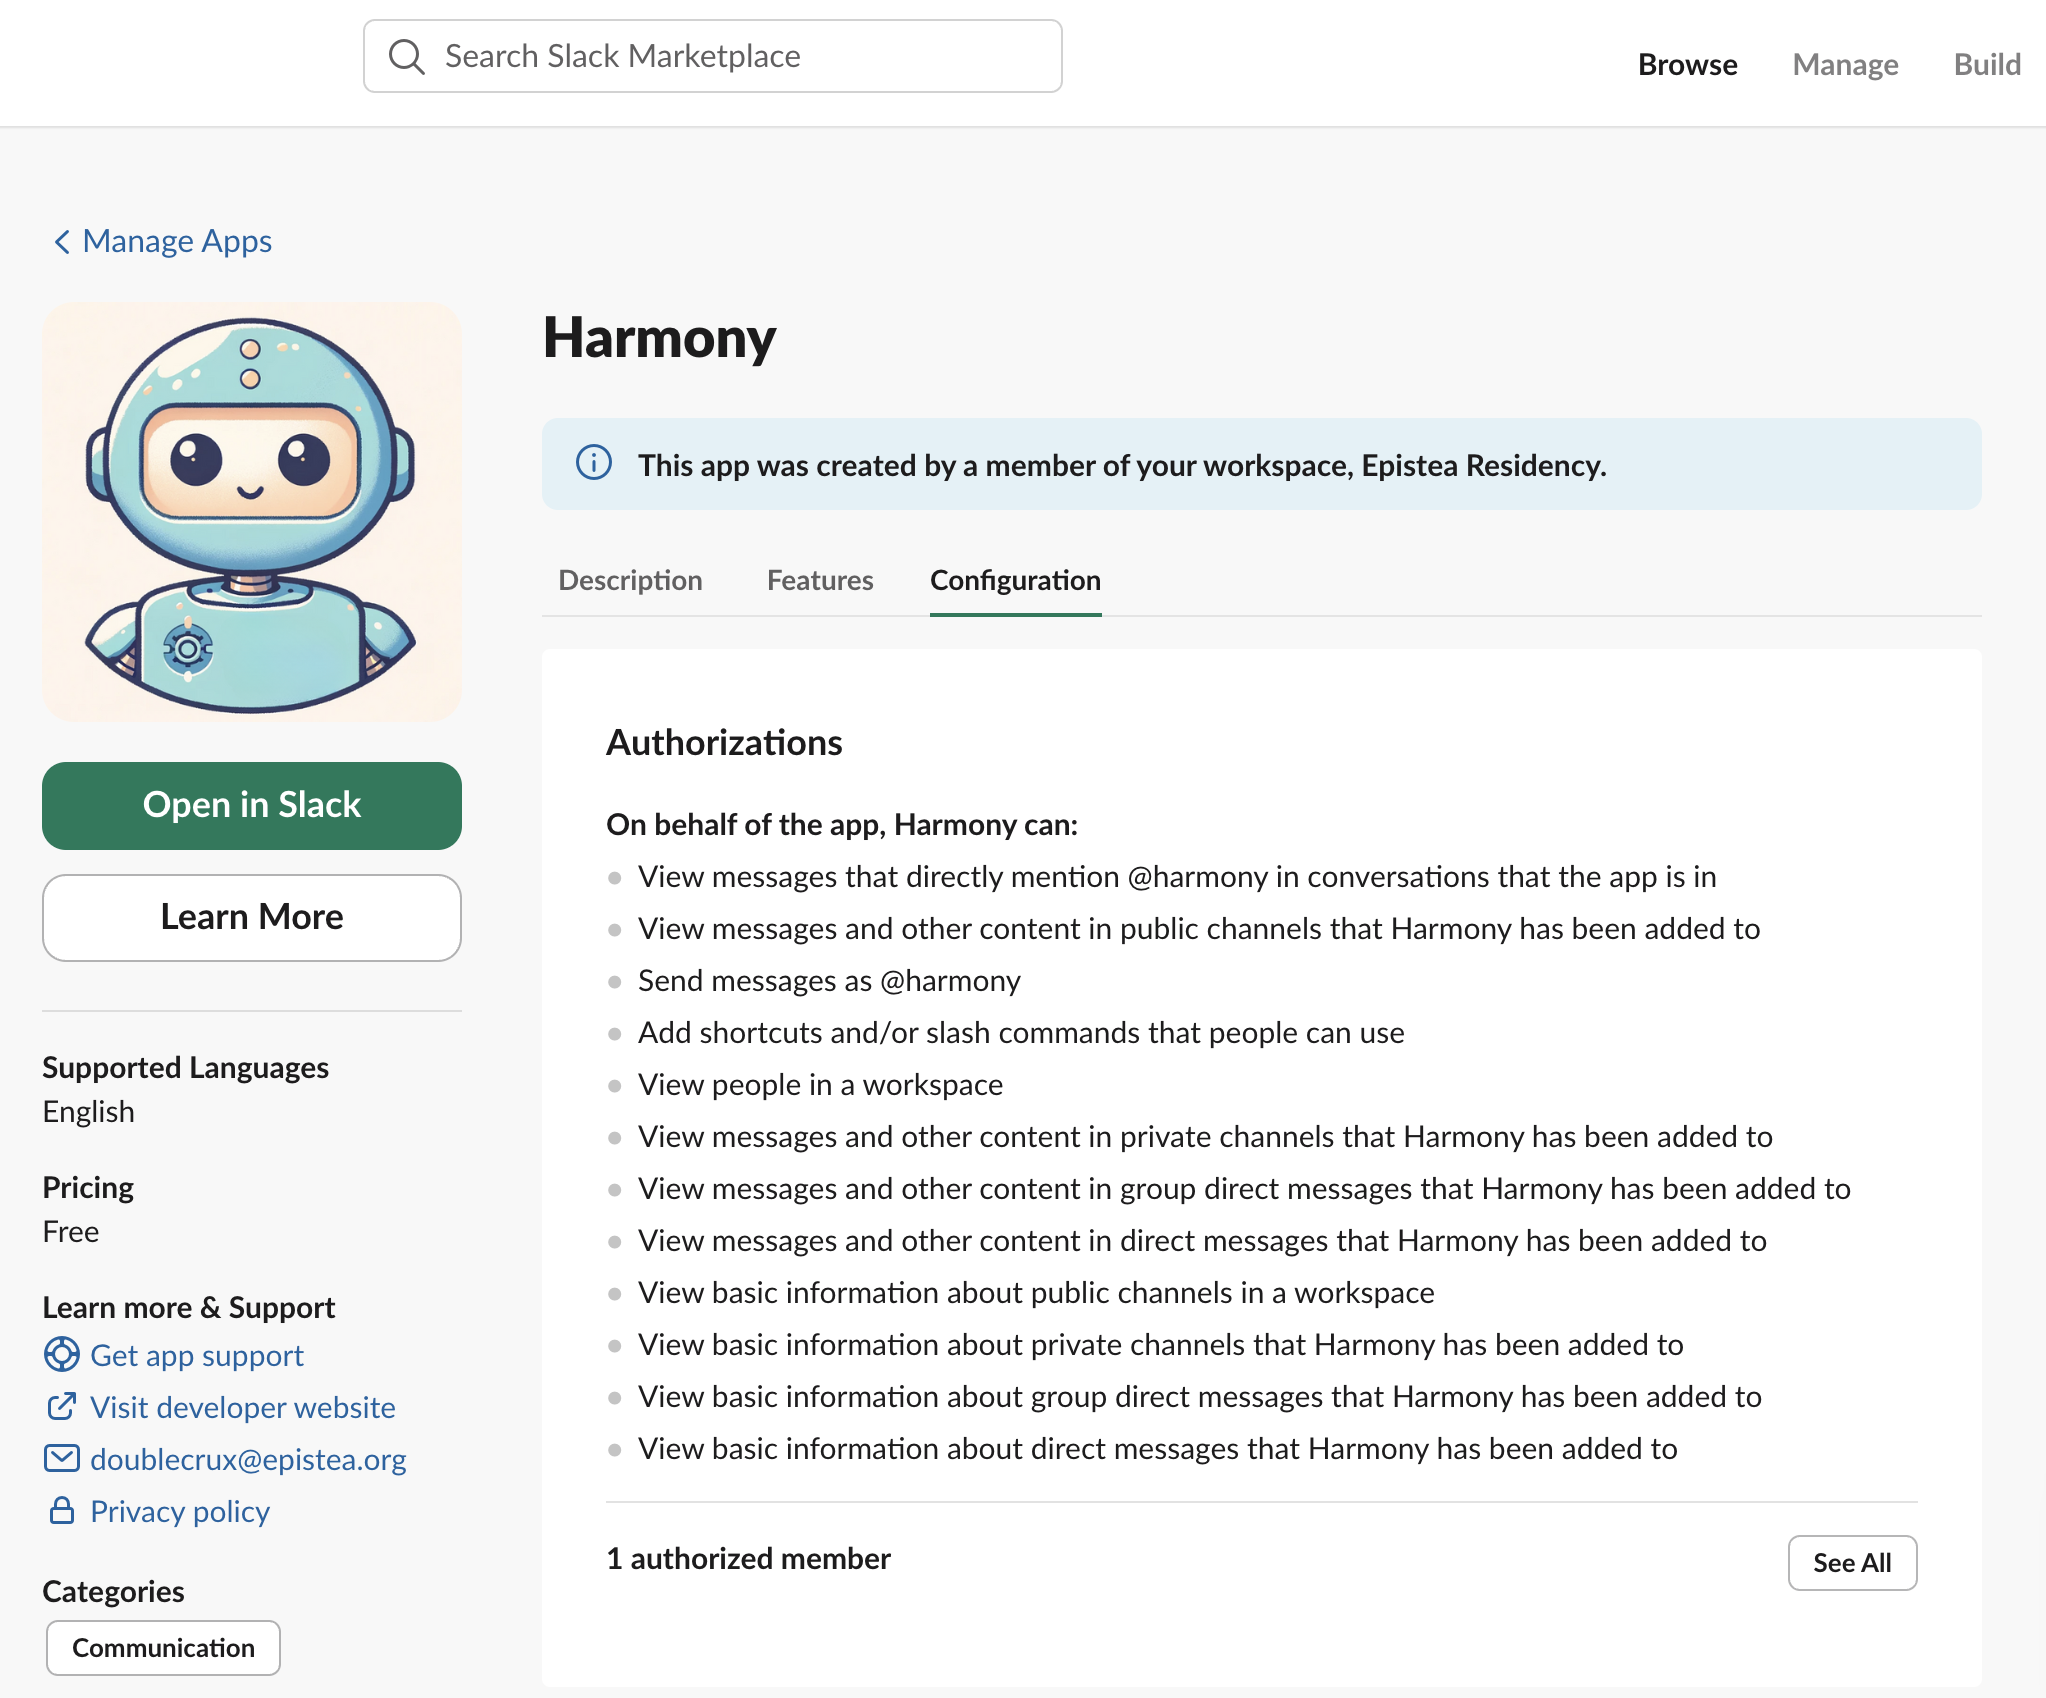 Search Slack Marketplace
Browse Manage Build
Manage Apps
Harmony
This app was created by a member of your workspace, Epistea Residency.
Description Features Configuration
Open in Slack
Learn More
Supported Languages
English
Pricing
Free
Learn more & Support
Get app support
Visit developer website
doublecrux@epistea.org
Privacy policy
Categories
Communication
Authorizations
On behalf of the app, Harmony can:
View messages that directly mention @harmony in conversations that the app is in
View messages and other content in public channels that Harmony has been added to
Send messages as @harmony
Add shortcuts and/or slash commands that people can use
View people in a workspace
View messages and other content in private channels that Harmony has been added to
View messages and other content in group direct messages that Harmony has been added to
View messages and other content in direct messages that Harmony has been added to
View basic information about public channels in a workspace
View basic information about private channels that Harmony has been added to
View basic information about group direct messages that Harmony has been added to
View basic information about direct messages that Harmony has been added to
1 authorized member
See All